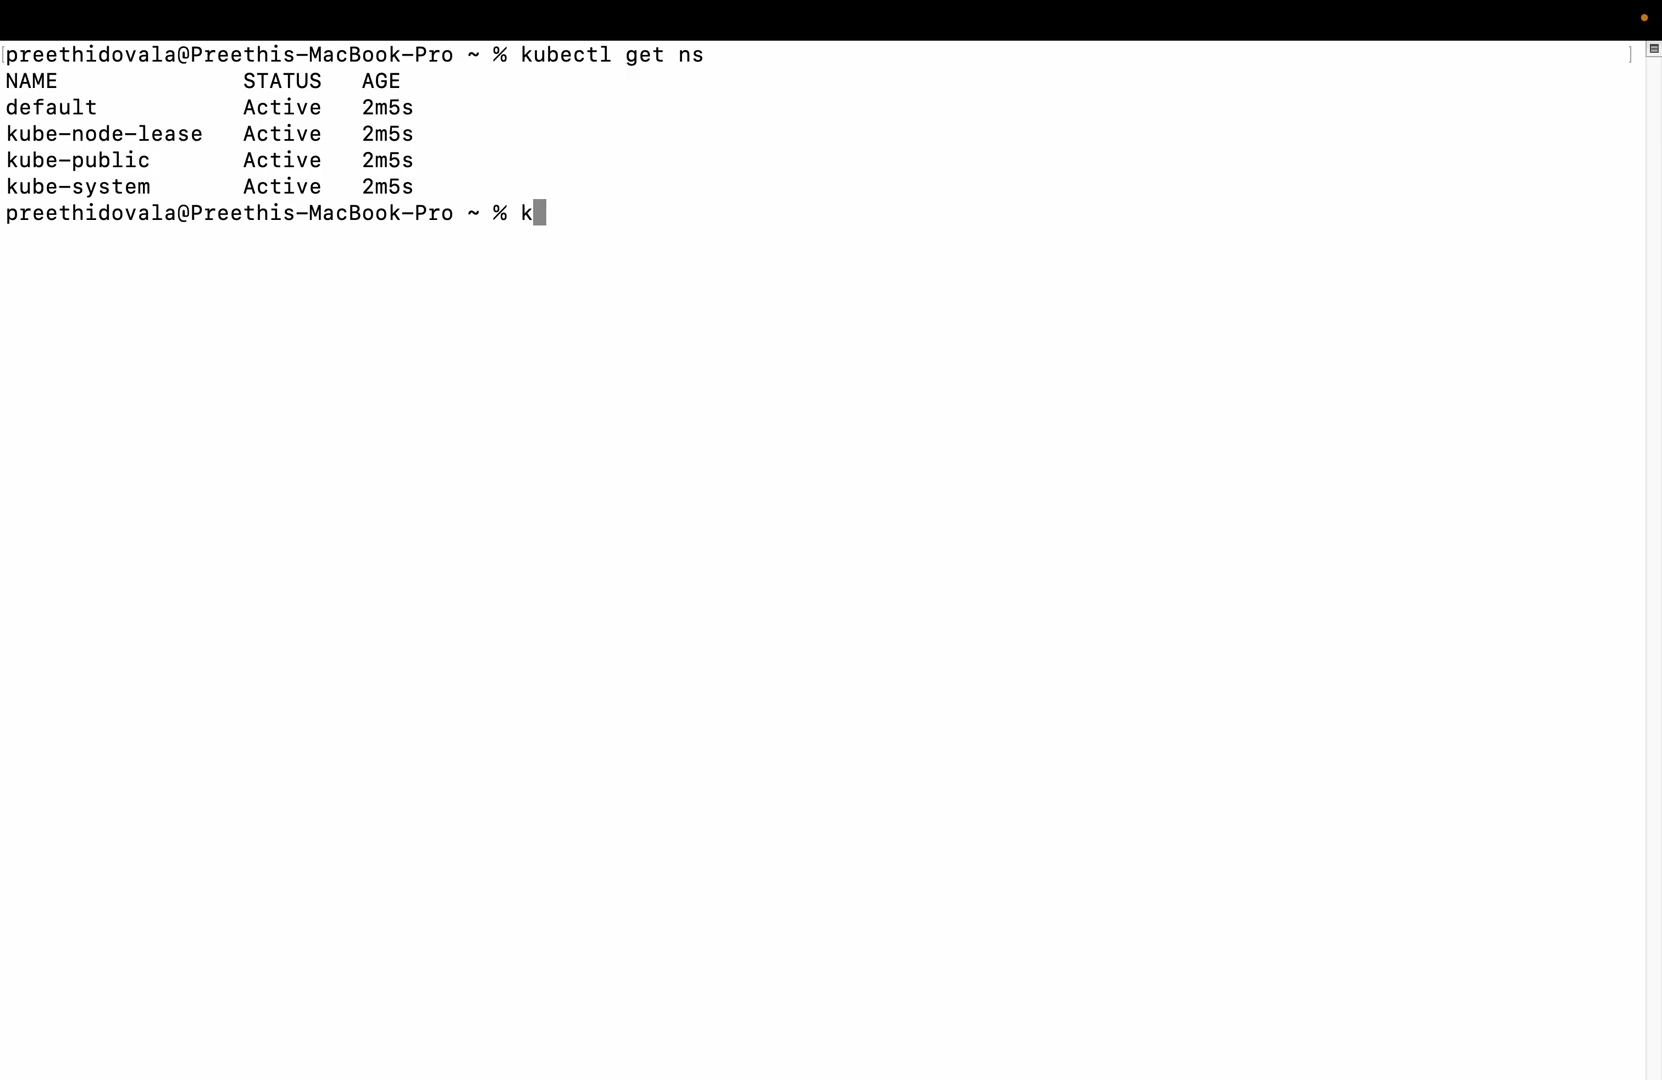 preethidovala@Preethis-MacBook-Pro ~ % kubectl get ns
NAME              STATUS   AGE
default           Active   2m5s
kube-node-lease   Active   2m5s
kube-public       Active   2m5s
kube-system       Active   2m5s
preethidovala@Preethis-MacBook-Pro ~ % k